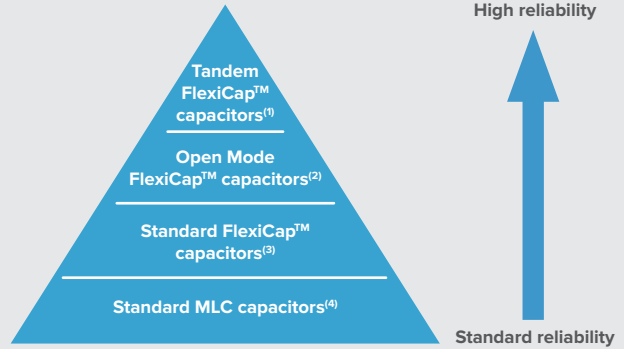 High reliability
Tandem
FlexiCap™
capacitors(1)
Open Mode
FlexiCap™ capacitors(2)
Standard FlexiCap™
capacitors(3)
Standard MLC capacitors(4)
Standard reliability